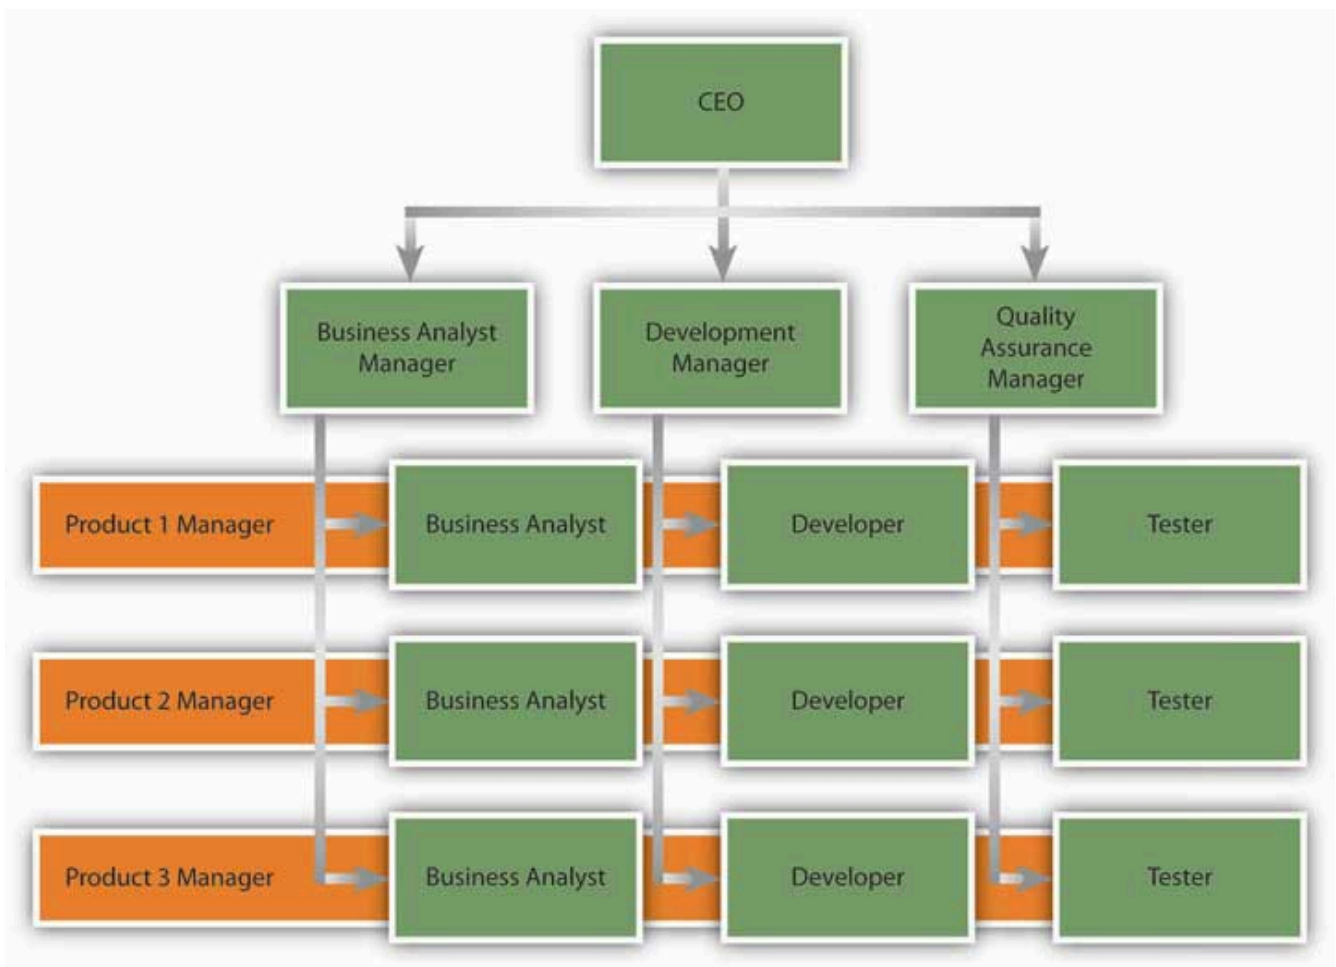 CEO
Business Analyst
Manager
Development
Manager
Quality
Assurance
Manager
Product 1 Manager
Business Analyst
Developer
Tester
Product 2 Manager
Business Analyst
Developer
Tester
Product 3 Manager
Business Analyst
Developer
Tester